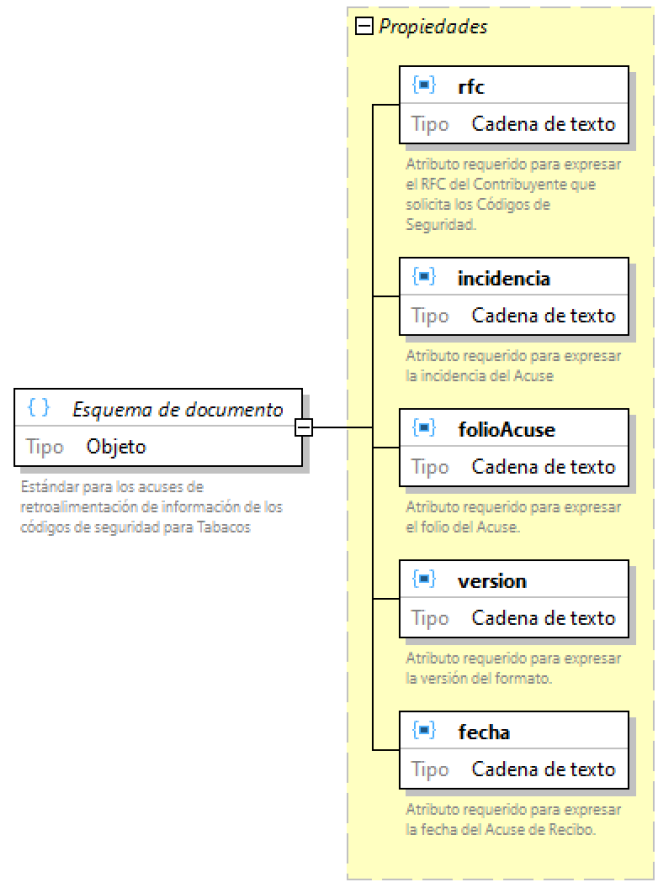 Propiedades
rfc
Tipo Cadena de texto
Atributo requerido para expresar
el RFC del Contribuyente que
solicita los Códigos de
Seguridad.
incidencia
Tipo Cadena de texto
Atributo requerido para expresar
la incidencia del Acuse
Esquema de documento
Tipo Objeto
Estándar para los acuses de
retroalimentación de información de los
códigos de seguridad para Tabacos
folioAcuse
Tipo Cadena de texto
Atributo requerido para expresar
el folio del Acuse.
version
Tipo Cadena de texto
Atributo requerido para expresar
la versión del formato.
fecha
Tipo Cadena de texto
Atributo requerido para expresar
la fecha del Acuse de Recibo.